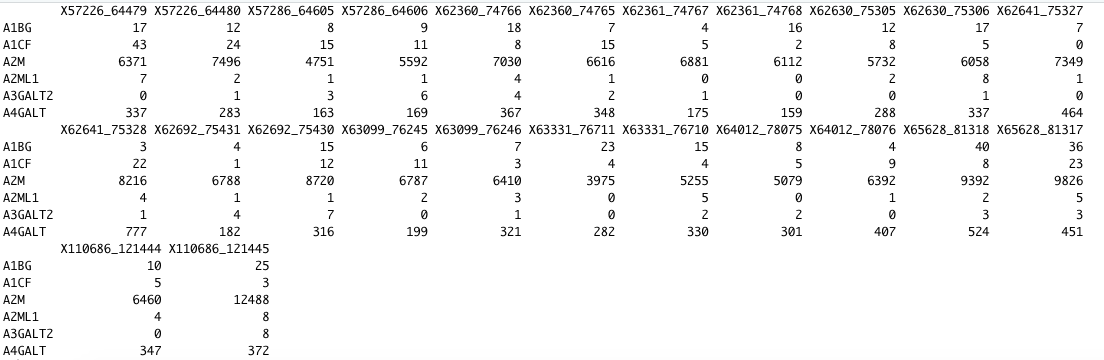 X57226_64479 X57226_64480 X57286_64605 X57286_64606 X62360_74766 X62360_74765 X62361_74767 X62361_74768 X62630_75305 X62630_75306 X62641_75327
A1BG 17 12 8 9 18 7 4 16 12 17 7
A1CF 43 24 15 11 8 15 5 2 8 5 0
A2M 6371 7496 4751 5592 7030 6616 6881 6112 5732 6058 7349
A2ML1 7 2 1 1 4 1 0 0 2 8 1
A3GALT2 0 1 3 6 4 2 1 0 0 1 0
A4GALT 337 283 163 169 367 348 175 159 288 337 464
X62641_75328 X62692_75431 X62692_75430 X63099_76245 X63099_76246 X63331_76711 X63331_76710 X64012_78075 X64012_78076 X65628_81318 X65628_81317
A1BG 3 4 15 6 7 23 15 8 4 40 36
A1CF 22 1 12 11 3 4 4 5 9 8 23
A2M 8216 6788 8720 6787 6410 3975 5255 5079 6392 9392 9826
A2ML1 4 1 1 2 3 0 5 0 1 2 5
A3GALT2 1 4 7 0 1 0 2 2 0 3 3
A4GALT 777 182 316 199 321 282 330 301 407 524 451
X110686_121444 X110686_121445
A1BG 10 25
A1CF 5 3
A2M 6460 12488
A2ML1 4 8
A3GALT2 0 8
A4GALT 347 372